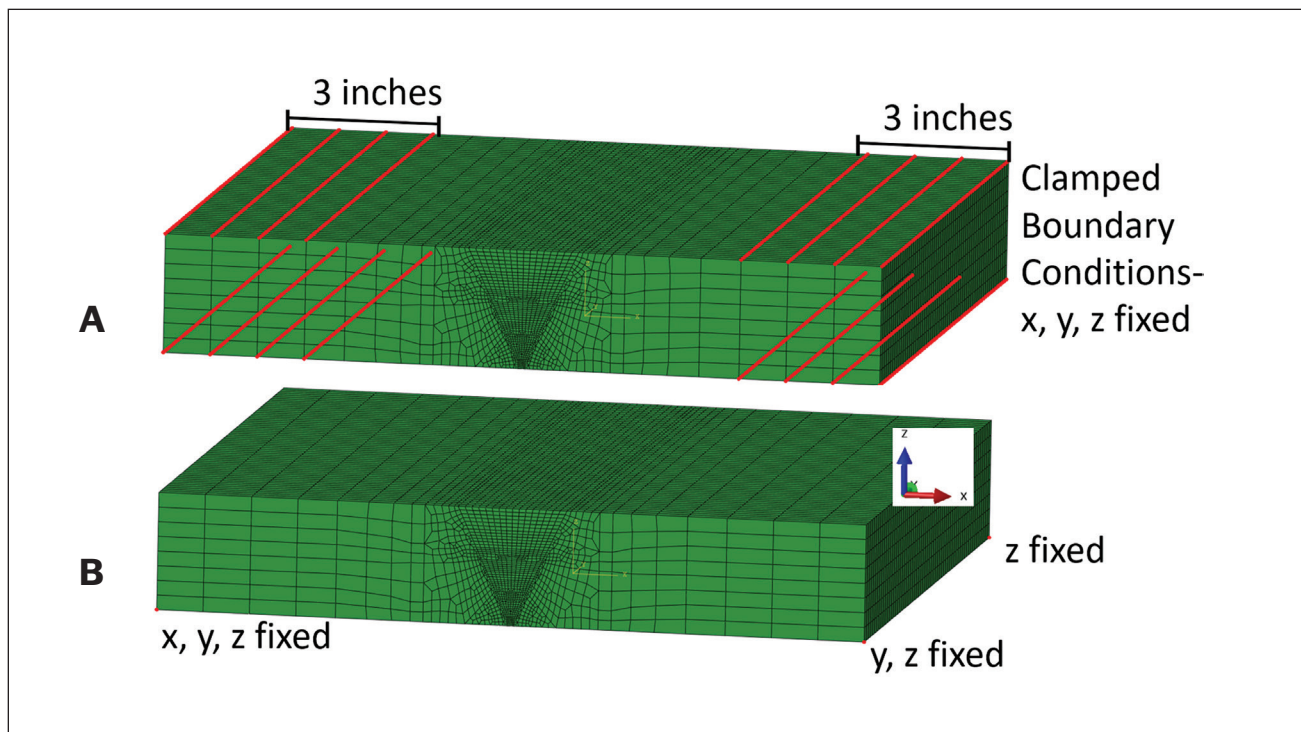 3 inches
3 inches
Clamped
Boundary
Conditions-
x, y, z fixed
A
z
x
z fixed
B
x, y, z fixed
y, z fixed